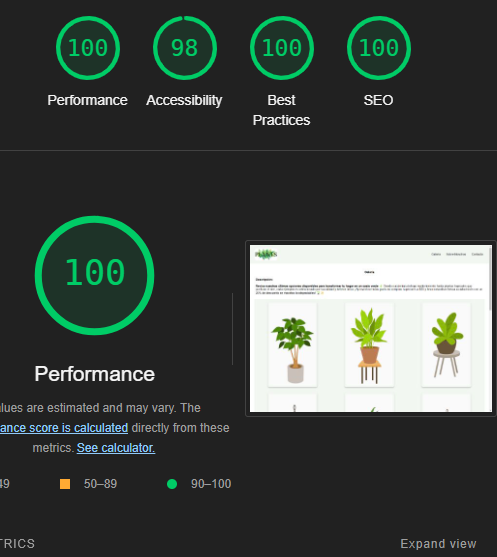 100
98
100
100
Performance
Accessibility
Best
Practices
SEO
100
Performance
alues are estimated and may vary. The
ance score is calculated directly from these
metrics. See calculator.
49
50–89
90–100
TRICS
Expand view
PLANTS